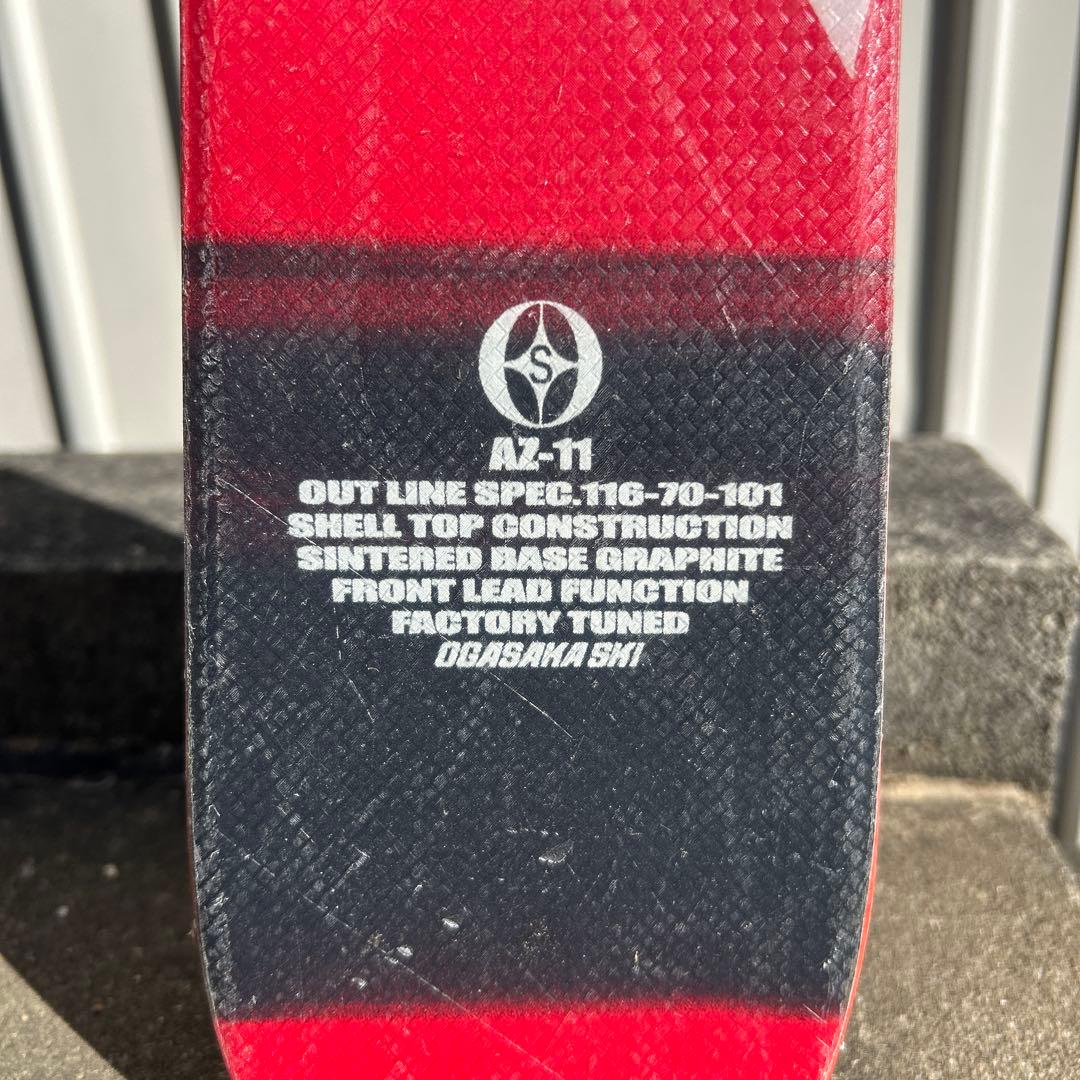 S
AZ-11
OUT LINE SPEC.116-70-101
SHELL TOP CONSTRUCTION
SINTERED BASE GRAPHITE
FRONT LEAD FUNCTION
FACTORY TUNED
OGASAKA SKI